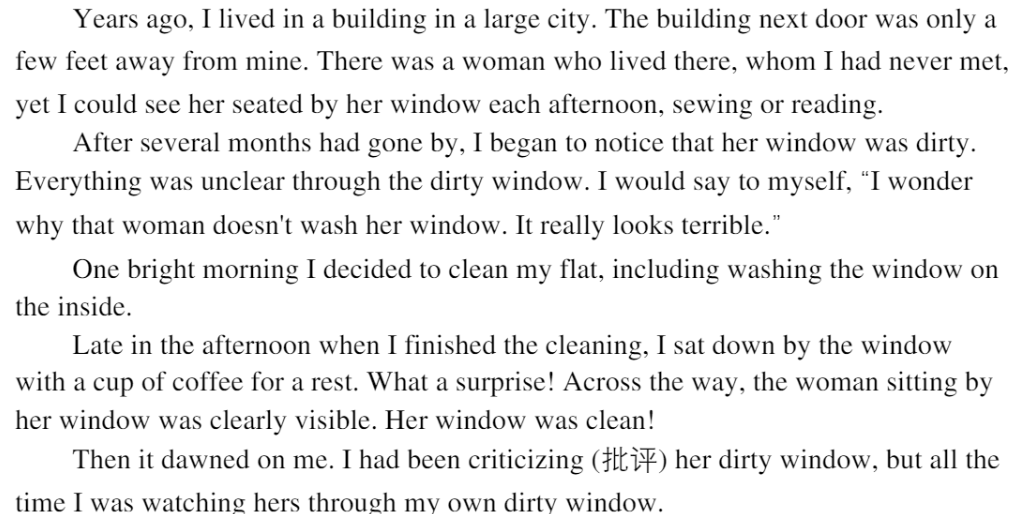 Years ago, I lived in a building in a large city. The building next door was only a
few feet away from mine. There was a woman who lived there, whom I had never met,
yet I could see her seated by her window each afternoon, sewing or reading.
After several months had gone by, I began to notice that her window was dirty.
Everything was unclear through the dirty window. I would say to myself, “I wonder
why that woman doesn't wash her window. It really looks terrible.”
One bright morning I decided to clean my flat, including washing the window on
the inside.
Late in the afternoon when I finished the cleaning, I sat down by the window
with a cup of coffee for a rest. What a surprise! Across the way, the woman sitting by
her window was clearly visible. Her window was clean!
Then it dawned on me. I had been criticizing (批评) her dirty window, but all the
time I was watching hers through my own dirty window.